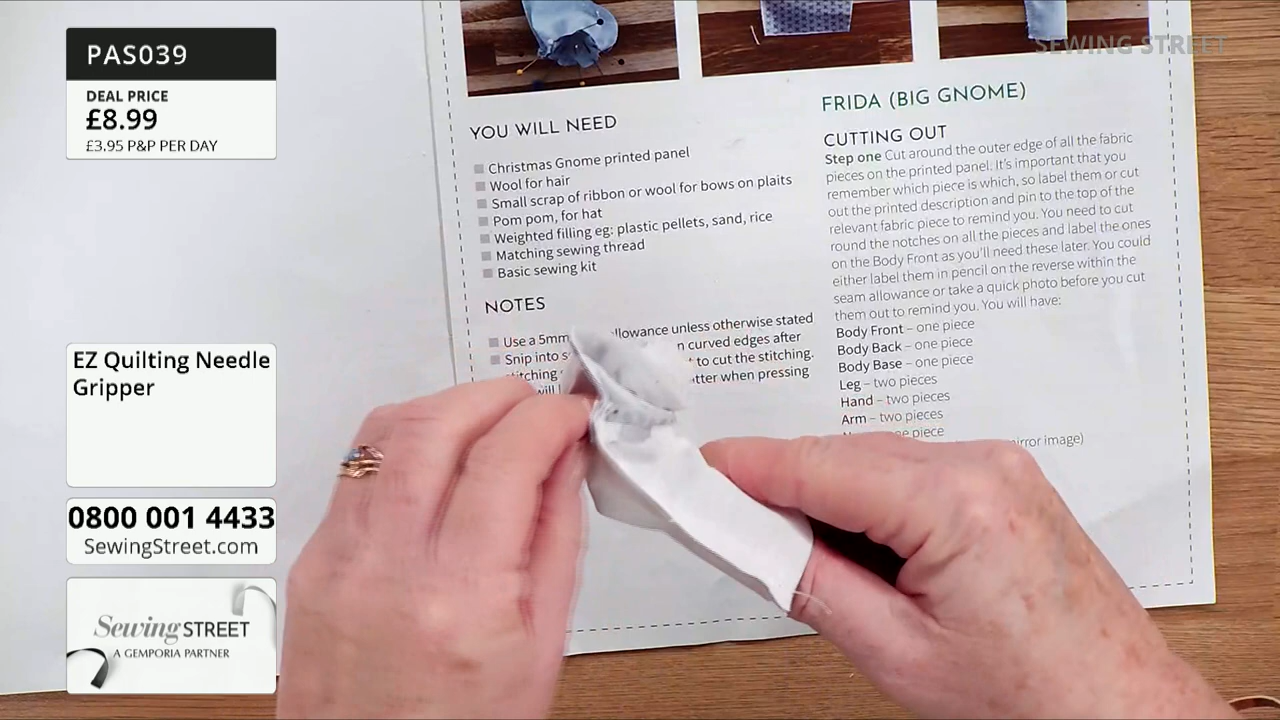 PAS039
DEAL PRICE
£8.99
£3.95 P&P PER DAY
EZ Quilting Needle
Gripper
0800 001 4433
SewingStreet.com
Sewing STREET
A GEMPORIA PARTNER
SEWING STREET
YOU WILL NEED
Christmas Gnome printed panel
Wool for hair
Small scrap of ribbon or wool for bows on plaits
Pom pom, for hat
Weighted filling eg: plastic pellets, sand, rice
Matching sewing thread
Basic sewing kit
NOTES
Use a 5mm allowance unless otherwise stated
Snip into n curved edges after
to cut the stitching.
will tter when pressing
FRIDA (BIG GNOME)
CUTTING OUT
Step one Cut around the outer edge of all the fabric
pieces on the printed panel. It's important that you
remember which piece is which, so label them or cut
out the printed description and pin to the top of the
relevant fabric piece to remind you. You need to cut
round the notches on all the pieces and label the ones
on the Body Front as you'll need these later. You could
either label them in pencil on the reverse within the
seam allowance or take a quick photo before you cut
them out to remind you. You will have:
Body Front – one piece
Body Back – one piece
Body Base – one piece
Leg – two pieces
Hand – two pieces
Arm – two pieces
one piece
mirror image)